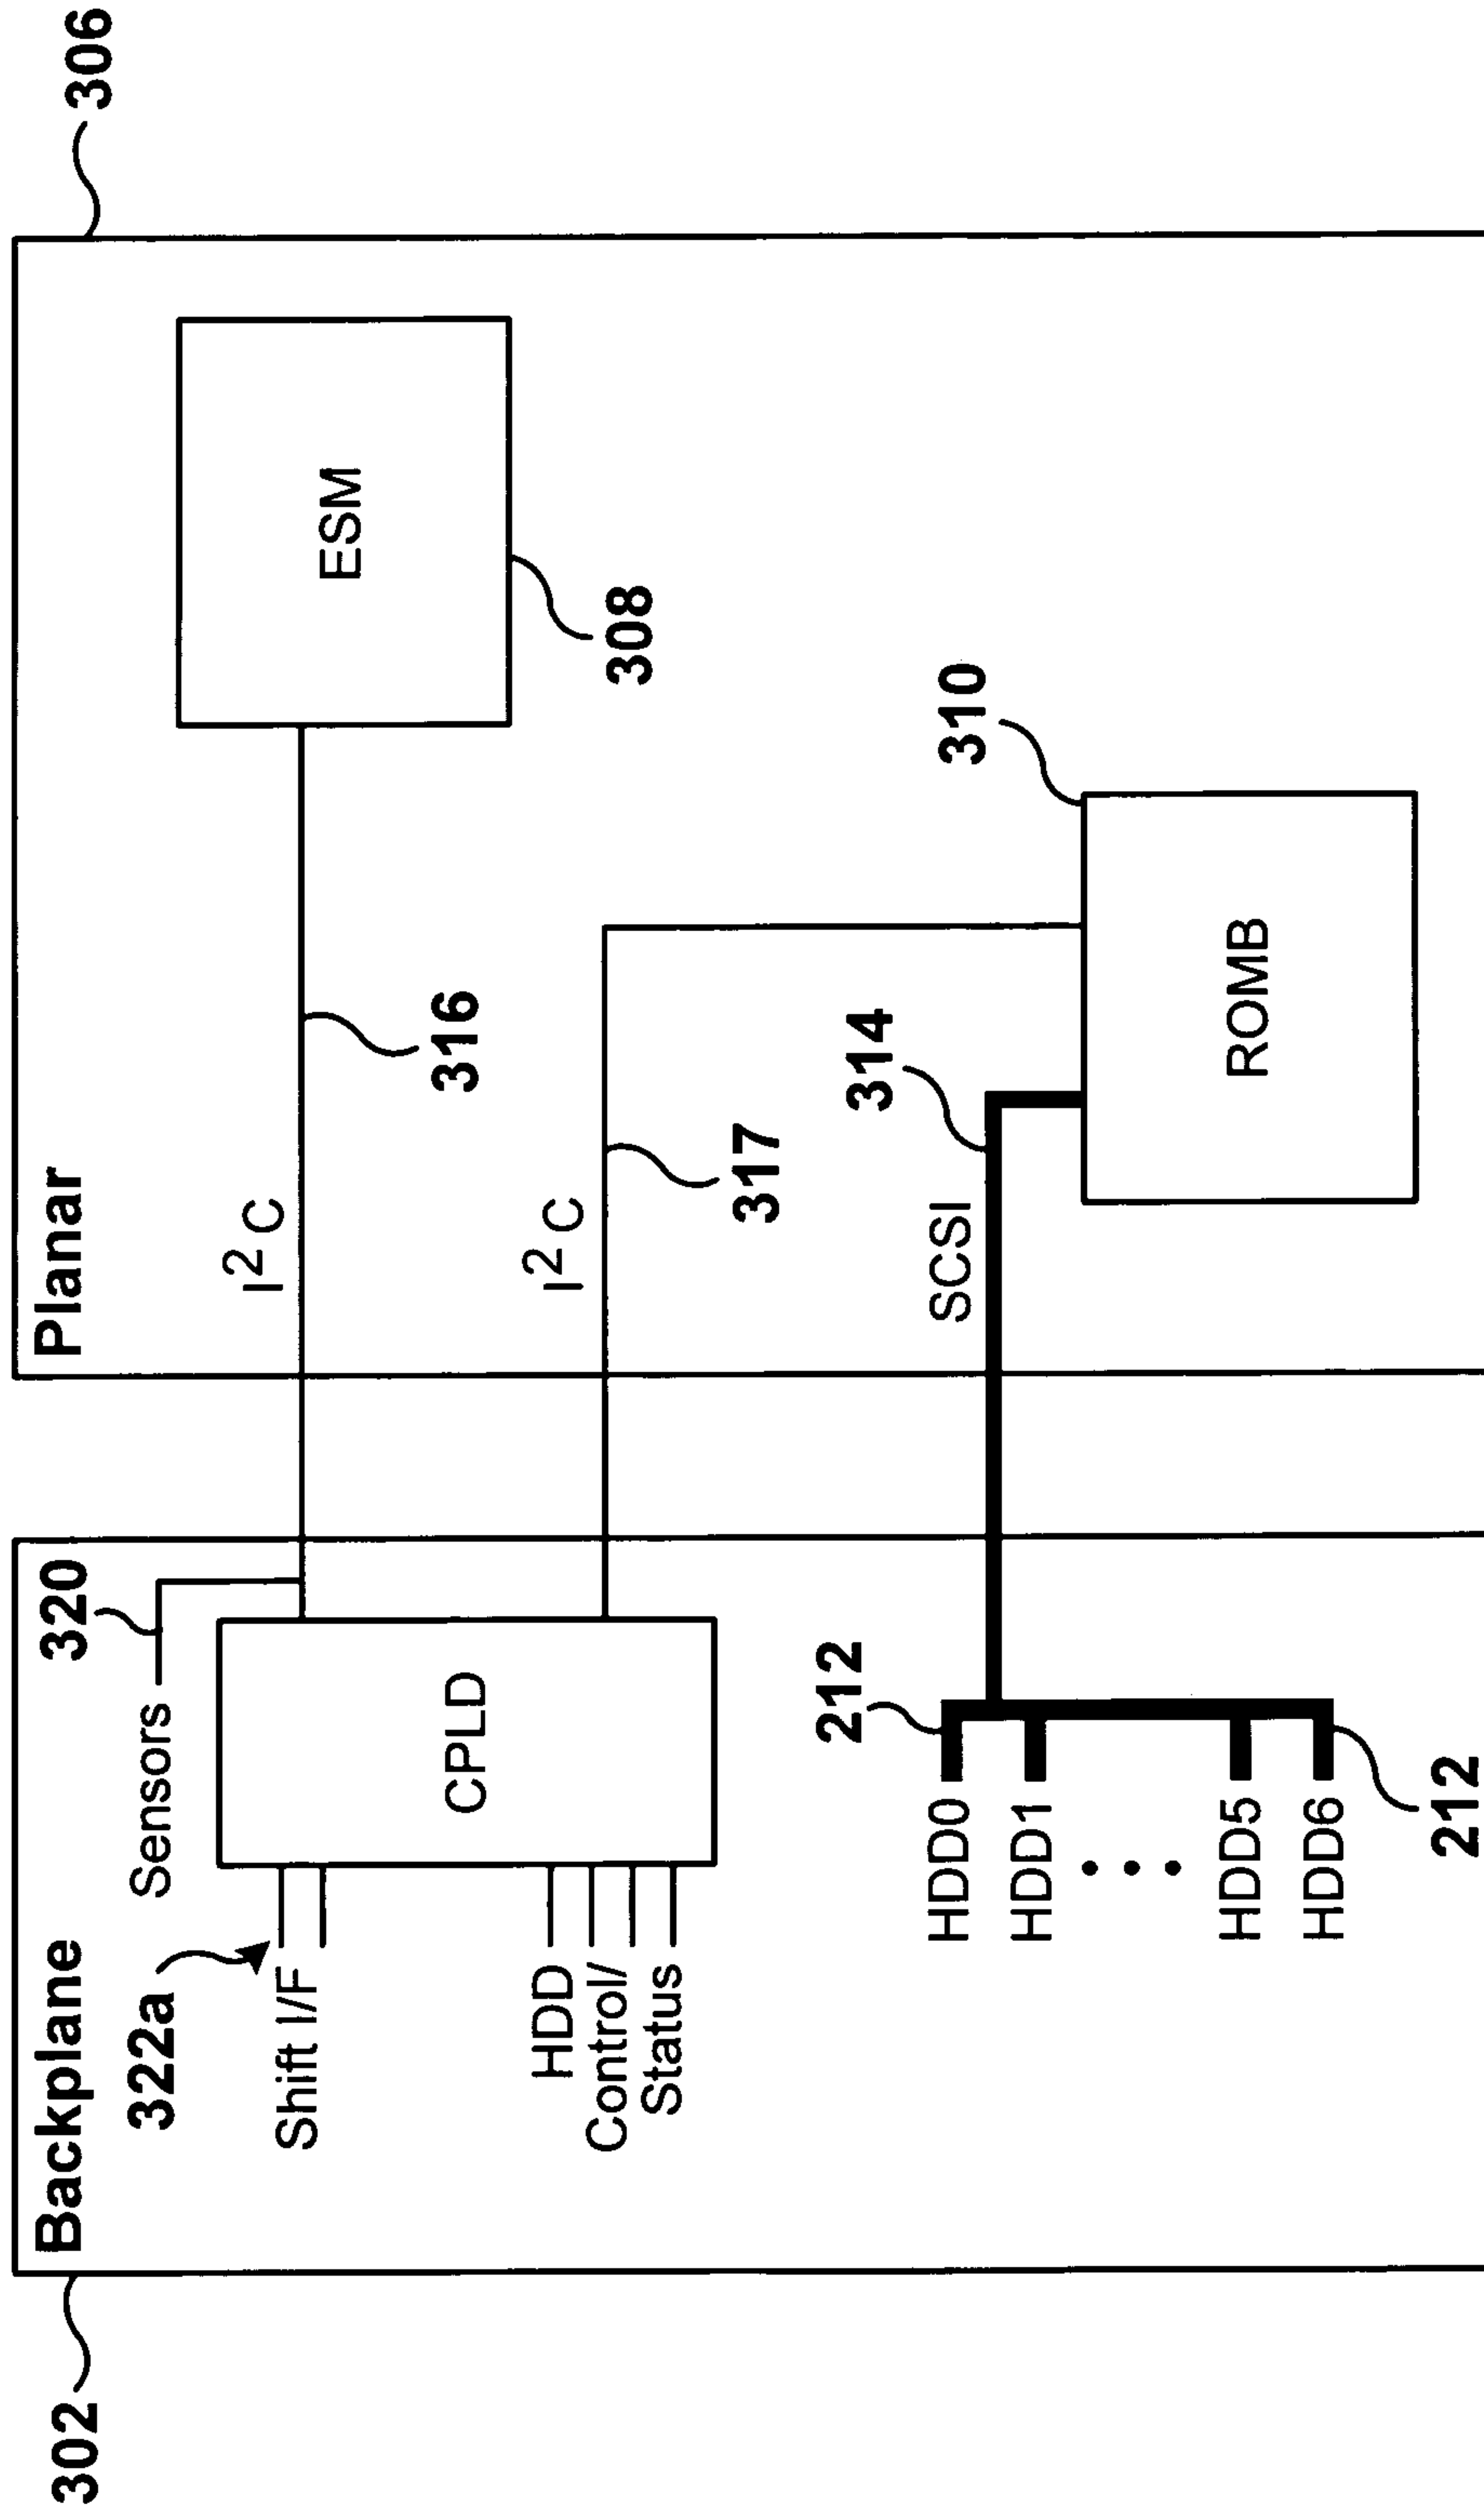 302
306
Backplane
Planar
322a
Sensors
320
Shift I/F
I²C
ESM
CPLD
316
308
HDD
Control/
Status
I²C
317
212
314
310
HDD0
SCSI
HDD1
HDD5
HDD6
ROMB
212